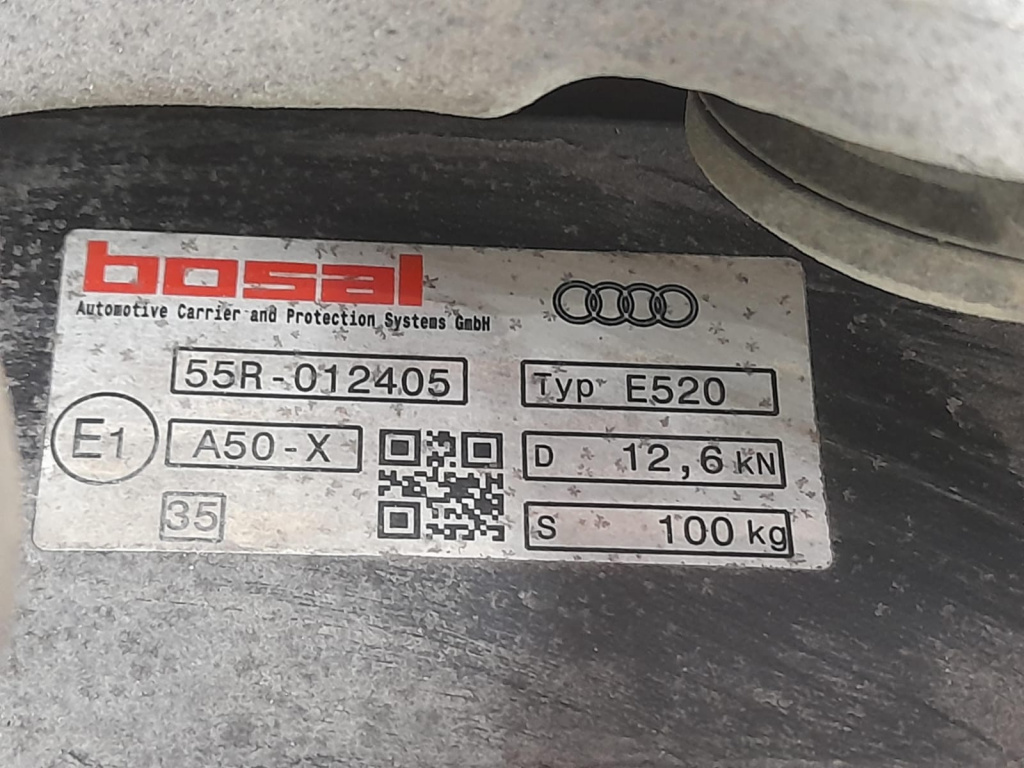 bosal
Automotive Carrier and Protection Systems GmbH
55R-012405
Typ E520
E1
A50-X
D 12,6 kN
35
S 100 kg